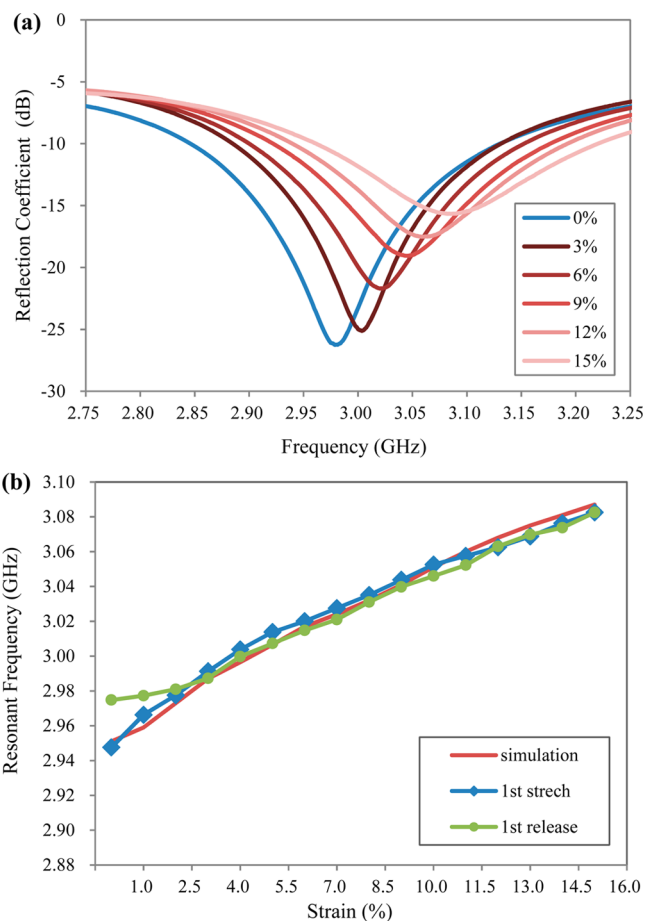 (a)
0
-5
-10
-15
-20
-25
-30
Reflection Coefficient (dB)
0%
3%
6%
9%
12%
15%
2.75 2.80 2.85 2.90 2.95 3.00 3.05 3.10 3.15 3.20 3.25
Frequency (GHz)
(b)
3.10
3.08
3.06
3.04
3.02
3.00
2.98
2.96
2.94
2.92
2.90
2.88
Resonant Frequency (GHz)
simulation
1st strech
1st release
1.0 2.5 4.0 5.5 7.0 8.5 10.0 11.5 13.0 14.5 16.0
Strain (%)